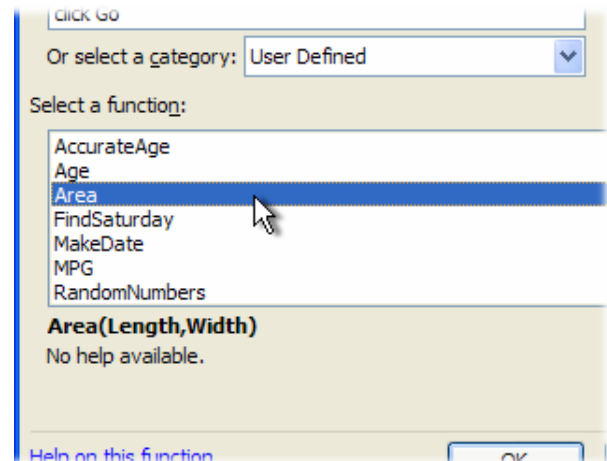 click Go
Or select a category: User Defined
Select a function:
AccurateAge
Age
Area
FindSaturday
MakeDate
MPG
RandomNumbers
Area(Length,Width)
No help available.
Help on this function
OK